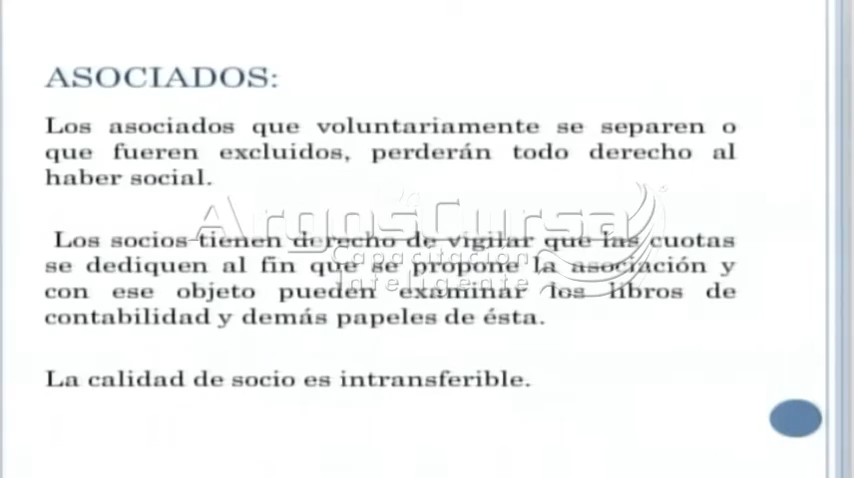 ASOCIADOS:
Los asociados que voluntariamente se separen o
que fueren excluidos, perderán todo derecho al
haber social.
Los socios tienen derecho de vigilar que las cuotas
se dediquen al fin que se propone la asociación y
con ese objeto pueden examinar los libros de
contabilidad y demás papeles de ésta.
La calidad de socio es intransferible.
ArgosCursa
Capacitación
Inteligente